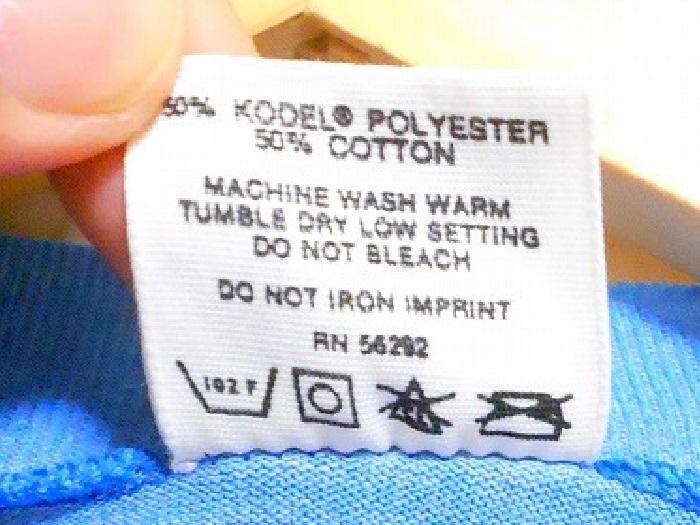 50% KODEL® POLYESTER
50% COTTON
MACHINE WASH WARM
TUMBLE DRY LOW SETTING
DO NOT BLEACH
DO NOT IRON IMPRINT
RN 56292
102 F